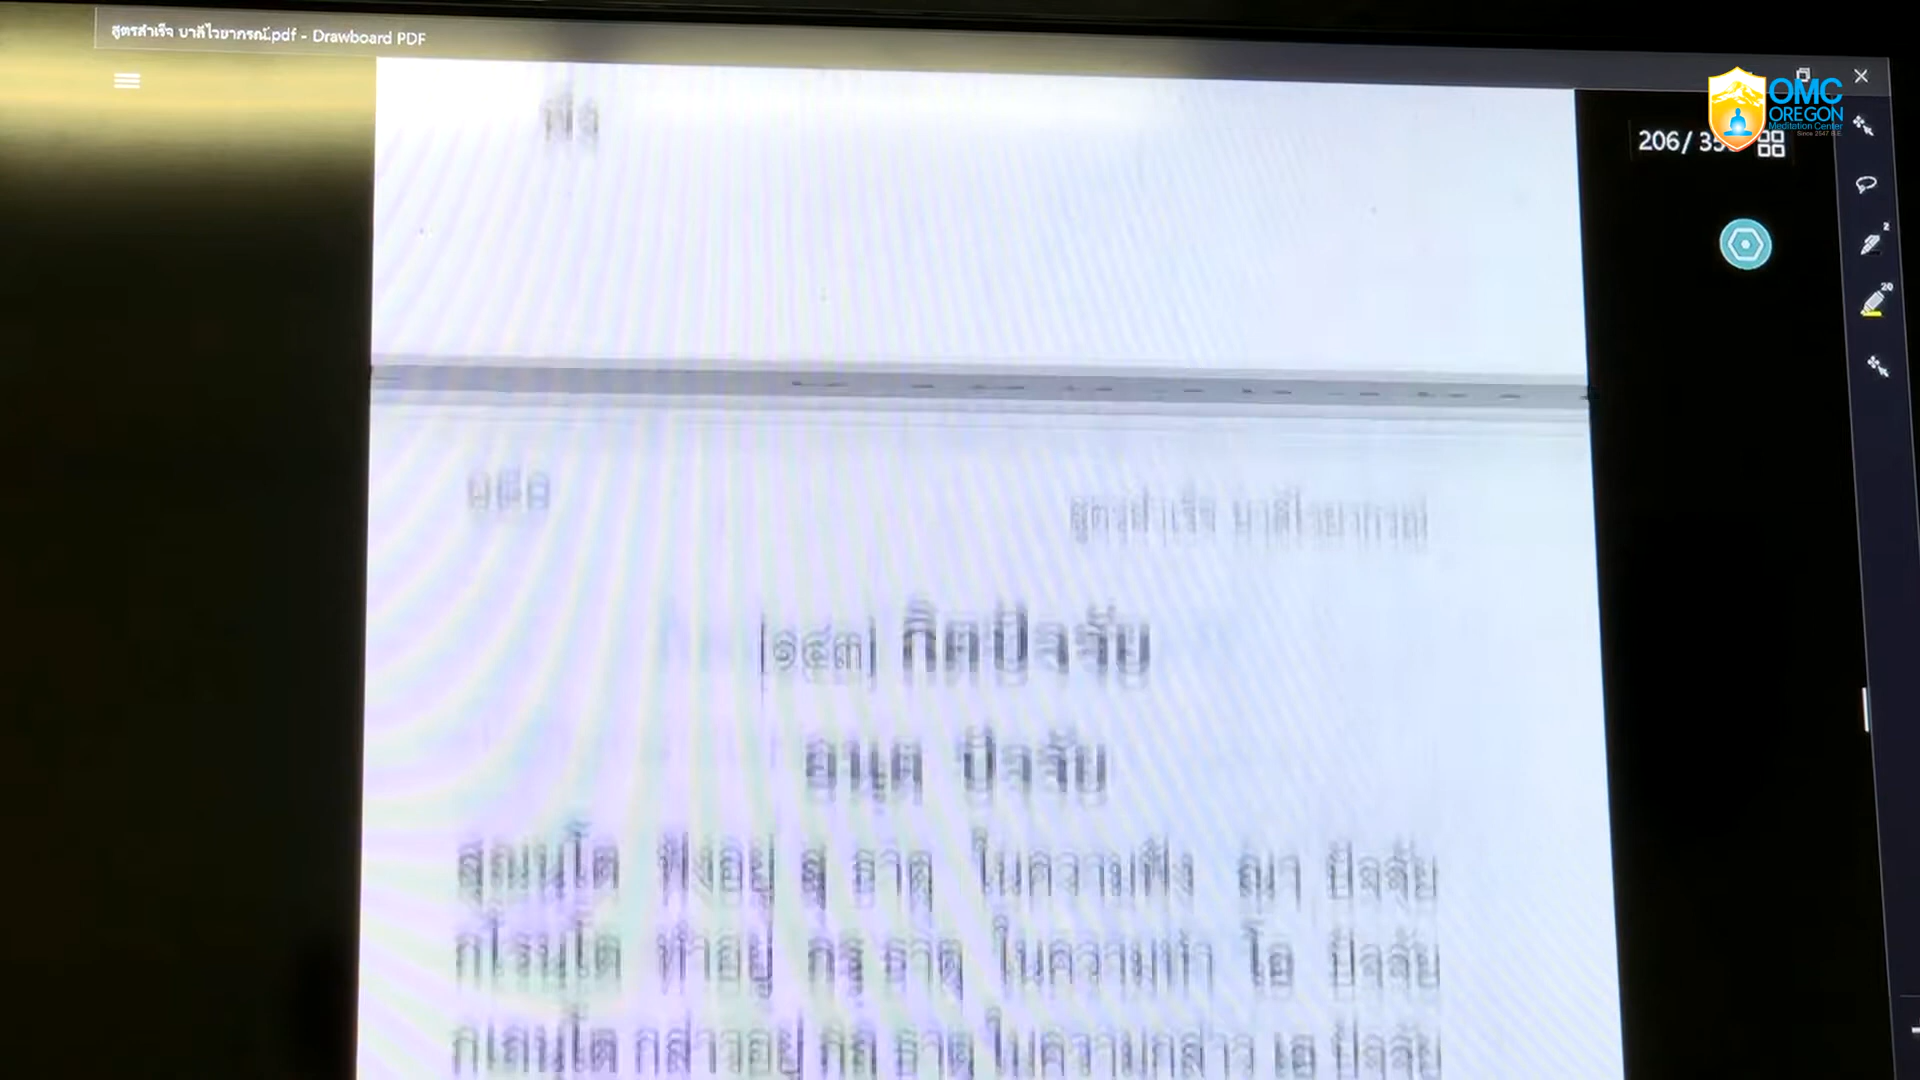 สูตรสำเร็จ บาลีไวยากรณ์.pdf - Drawboard PDF
OMC
OREGON
Meditation Center
Since 2547 B.E.
206/ 35
2
20
สูตรสำเร็จ บาลีไวยากรณ์
[๑๔๓] กิตปัจจัย
อนฺต ปัจจัย
สุณนฺโต ฟังอยู่ สุ ธาตุ ในความฟัง ณา ปัจจัย
กโรนฺโต ทำอยู่ กรฺ ธาตุ ในความทำ โอ ปัจจัย
กเถนฺโต กล่าวอยู่ กถฺ ธาตุ ในความกล่าว เอ ปัจจัย